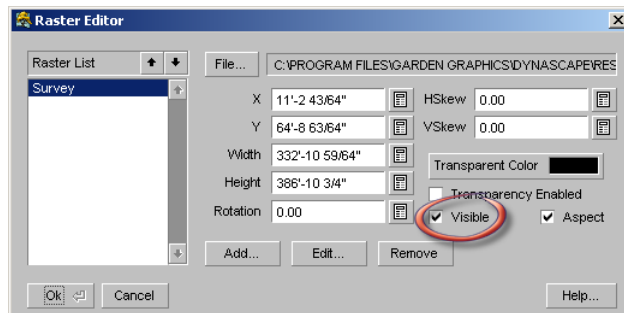 Raster Editor
Raster List
Survey
File... C:\PROGRAM FILES\GARDEN GRAPHICS\DYNASCAPE\RES
X 11'-2 43/64" HSkew 0.00
Y 64'-8 63/64" VSkew 0.00
Width 332'-10 59/64" Transparent Color
Height 386'-10 3/4" Transparency Enabled
Rotation 0.00 Visible Aspect
Add... Edit... Remove
Ok Cancel Help...